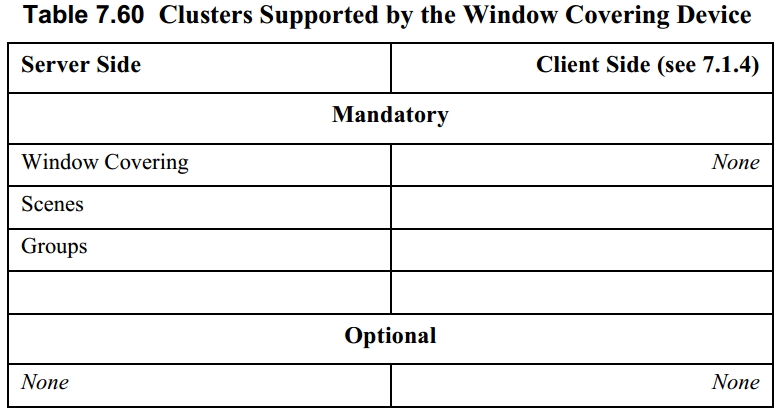 Table 7.60 Clusters Supported by the Window Covering Device
Server Side Client Side (see 7.1.4)
Mandatory
Window Covering None
Scenes
Groups
Optional
None None